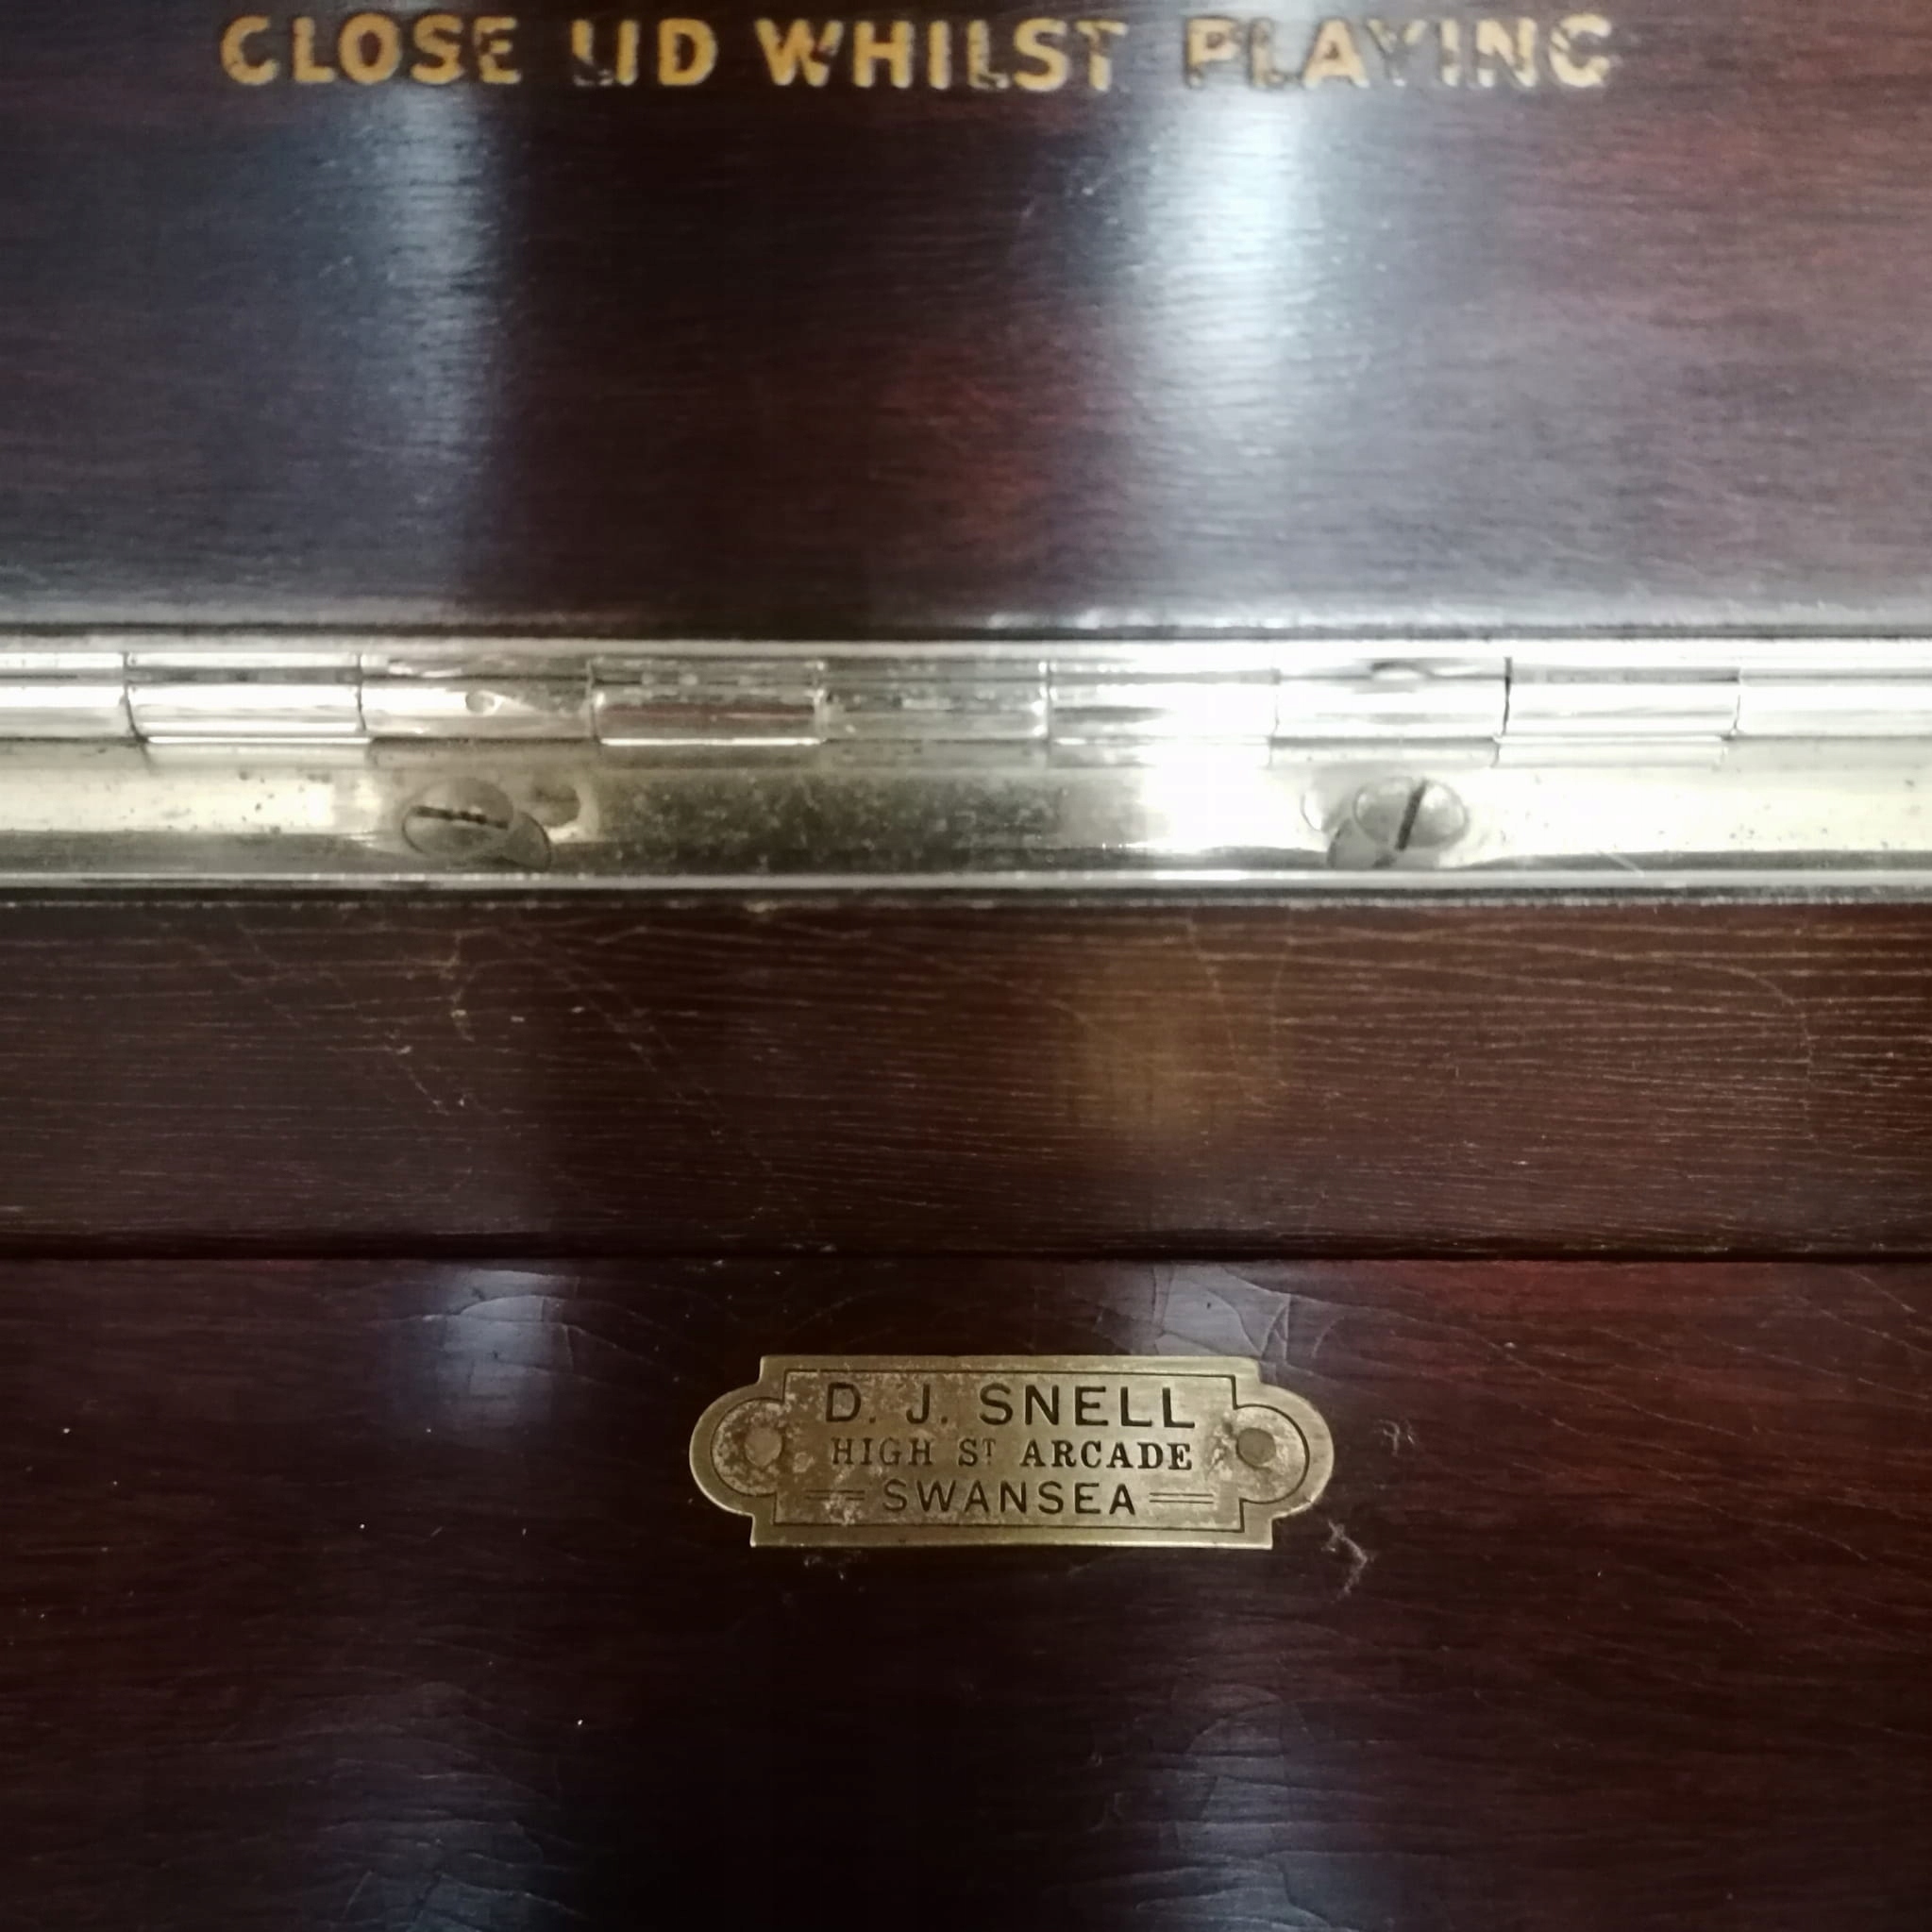 CLOSE LID WHILST PLAYING
D. J. SNELL
HIGH ST ARCADE
SWANSEA